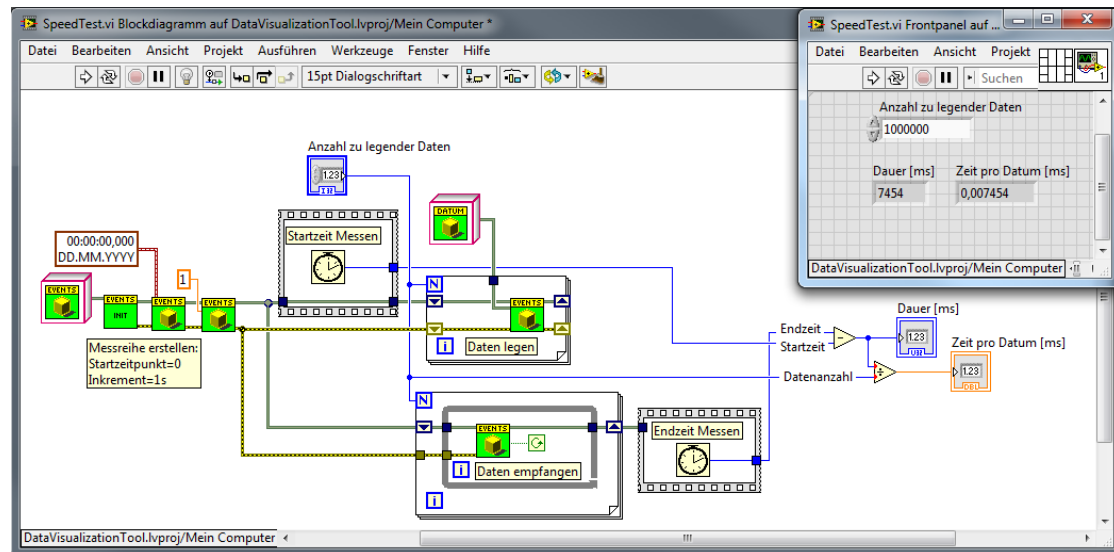 SpeedTest.vi Blockdiagramm auf DataVisualizationTool.lvproj/Mein Computer *
Datei Bearbeiten Ansicht Projekt Ausführen Werkzeuge Fenster Hilfe
15pt Dialogschriftart
Anzahl zu legender Daten
1.23
I32
Startzeit Messen
DATUM
00:00:00,000
DD.MM.YYYY
1
EVENTS
EVENTS
INIT
EVENTS
EVENTS
Messreihe erstellen:
Startzeitpunkt=0
Inkrement=1s
N
EVENTS
i
Daten legen
N
EVENTS
i
Daten empfangen
i
Endzeit Messen
Endzeit
Startzeit
Datenanzahl
Dauer [ms]
1.23
U32
Zeit pro Datum [ms]
1.23
DBL
DataVisualizationTool.lvproj/Mein Computer
SpeedTest.vi Frontpanel auf ...
Datei Bearbeiten Ansicht Projekt
Suchen
1
Anzahl zu legender Daten
1000000
Dauer [ms] Zeit pro Datum [ms]
7454 0,007454
DataVisualizationTool.lvproj/Mein Computer